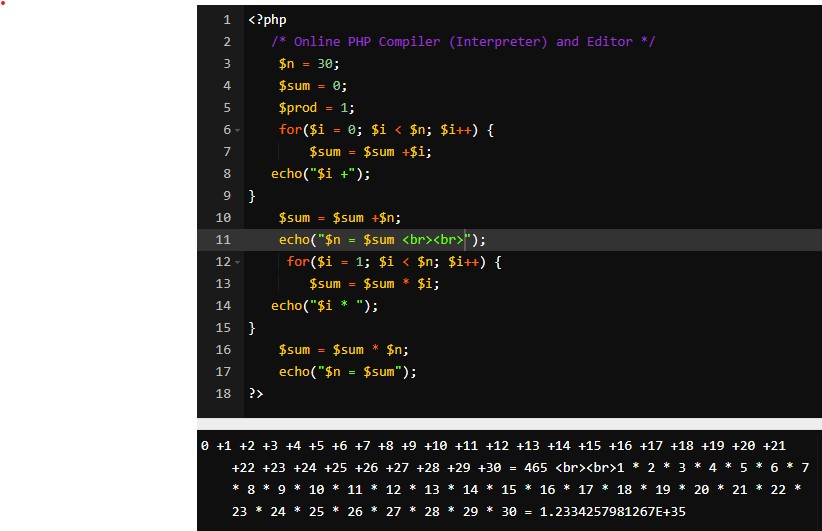 1 <?php
2 /* Online PHP Compiler (Interpreter) and Editor */
3 $n = 30;
4 $sum = 0;
5 $prod = 1;
6 for($i = 0; $i < $n; $i++) {
7 $sum = $sum +$i;
8 echo("$i +");
9 }
10 $sum = $sum +$n;
11 echo("$n = $sum <br><br>");
12 for($i = 1; $i < $n; $i++) {
13 $sum = $sum * $i;
14 echo("$i * ");
15 }
16 $sum = $sum * $n;
17 echo("$n = $sum");
18 ?>
0 +1 +2 +3 +4 +5 +6 +7 +8 +9 +10 +11 +12 +13 +14 +15 +16 +17 +18 +19 +20 +21
+22 +23 +24 +25 +26 +27 +28 +29 +30 = 465 <br><br>1 * 2 * 3 * 4 * 5 * 6 * 7
* 8 * 9 * 10 * 11 * 12 * 13 * 14 * 15 * 16 * 17 * 18 * 19 * 20 * 21 * 22 *
23 * 24 * 25 * 26 * 27 * 28 * 29 * 30 = 1.2334257981267E+35